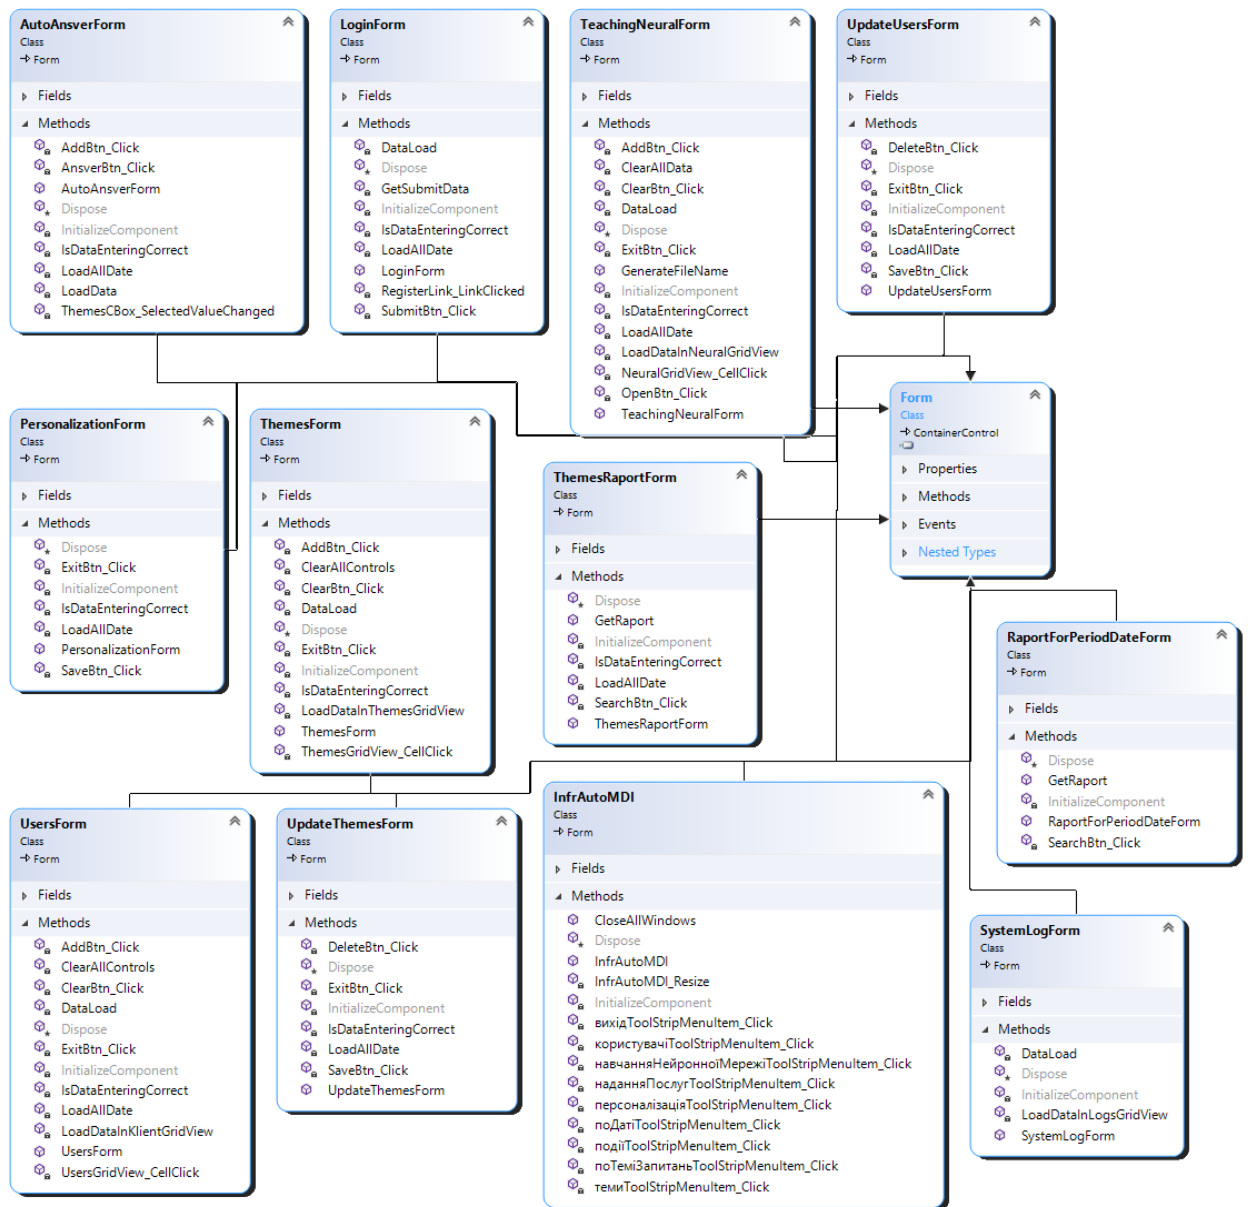 AutoAnsverForm
Class
Form
Fields
Methods
AddBtn_Click
AnsverBtn_Click
AutoAnsverForm
Dispose
InitializeComponent
IsDataEnteringCorrect
LoadAllDate
LoadData
ThemesCBox_SelectedValueChanged
LoginForm
Class
Form
Fields
Methods
DataLoad
Dispose
GetSubmitData
InitializeComponent
IsDataEnteringCorrect
LoadAllDate
LoginForm
RegisterLink_LinkClicked
SubmitBtn_Click
TeachingNeuralForm
Class
Form
Fields
Methods
AddBtn_Click
ClearAllData
ClearBtn_Click
DataLoad
Dispose
ExitBtn_Click
GenerateFileName
InitializeComponent
IsDataEnteringCorrect
LoadAllDate
LoadDataInNeuralGridView
NeuralGridView_CellClick
OpenBtn_Click
TeachingNeuralForm
UpdateUsersForm
Class
Form
Fields
Methods
DeleteBtn_Click
Dispose
ExitBtn_Click
InitializeComponent
IsDataEnteringCorrect
LoadAllDate
SaveBtn_Click
UpdateUsersForm
PersonalizationForm
Class
Form
Fields
Methods
Dispose
ExitBtn_Click
InitializeComponent
IsDataEnteringCorrect
LoadAllDate
PersonalizationForm
SaveBtn_Click
ThemesForm
Class
Form
Fields
Methods
AddBtn_Click
ClearAllControls
ClearBtn_Click
DataLoad
Dispose
ExitBtn_Click
InitializeComponent
IsDataEnteringCorrect
LoadDataInThemesGridView
ThemesForm
ThemesGridView_CellClick
ThemesRaportForm
Class
Form
Fields
Methods
Dispose
GetRaport
InitializeComponent
IsDataEnteringCorrect
LoadAllDate
SearchBtn_Click
ThemesRaportForm
Form
Class
ContainerControl
Properties
Methods
Events
Nested Types
RaportForPeriodDateForm
Class
Form
Fields
Methods
Dispose
GetRaport
InitializeComponent
RaportForPeriodDateForm
SearchBtn_Click
UsersForm
Class
Form
Fields
Methods
AddBtn_Click
ClearAllControls
ClearBtn_Click
DataLoad
Dispose
ExitBtn_Click
InitializeComponent
IsDataEnteringCorrect
LoadAllDate
LoadDataInKlientGridView
UsersForm
UsersGridView_CellClick
UpdateThemesForm
Class
Form
Fields
Methods
DeleteBtn_Click
Dispose
ExitBtn_Click
InitializeComponent
IsDataEnteringCorrect
LoadAllDate
SaveBtn_Click
UpdateThemesForm
InfrAutoMDI
Class
Form
Fields
Methods
CloseAllWindows
Dispose
InfrAutoMDI
InfrAutoMDI_Resize
InitializeComponent
вихідToolStripMenuItem_Click
користувачіToolStripMenuItem_Click
навчанняНейронноїМережіToolStripMenuItem_Click
наданняПослугToolStripMenuItem_Click
персоналізаціяToolStripMenuItem_Click
поДатіToolStripMenuItem_Click
подіїToolStripMenuItem_Click
поТеміЗапитаньToolStripMenuItem_Click
темиToolStripMenuItem_Click
SystemLogForm
Class
Form
Fields
Methods
DataLoad
Dispose
InitializeComponent
LoadDataInLogsGridView
SystemLogForm